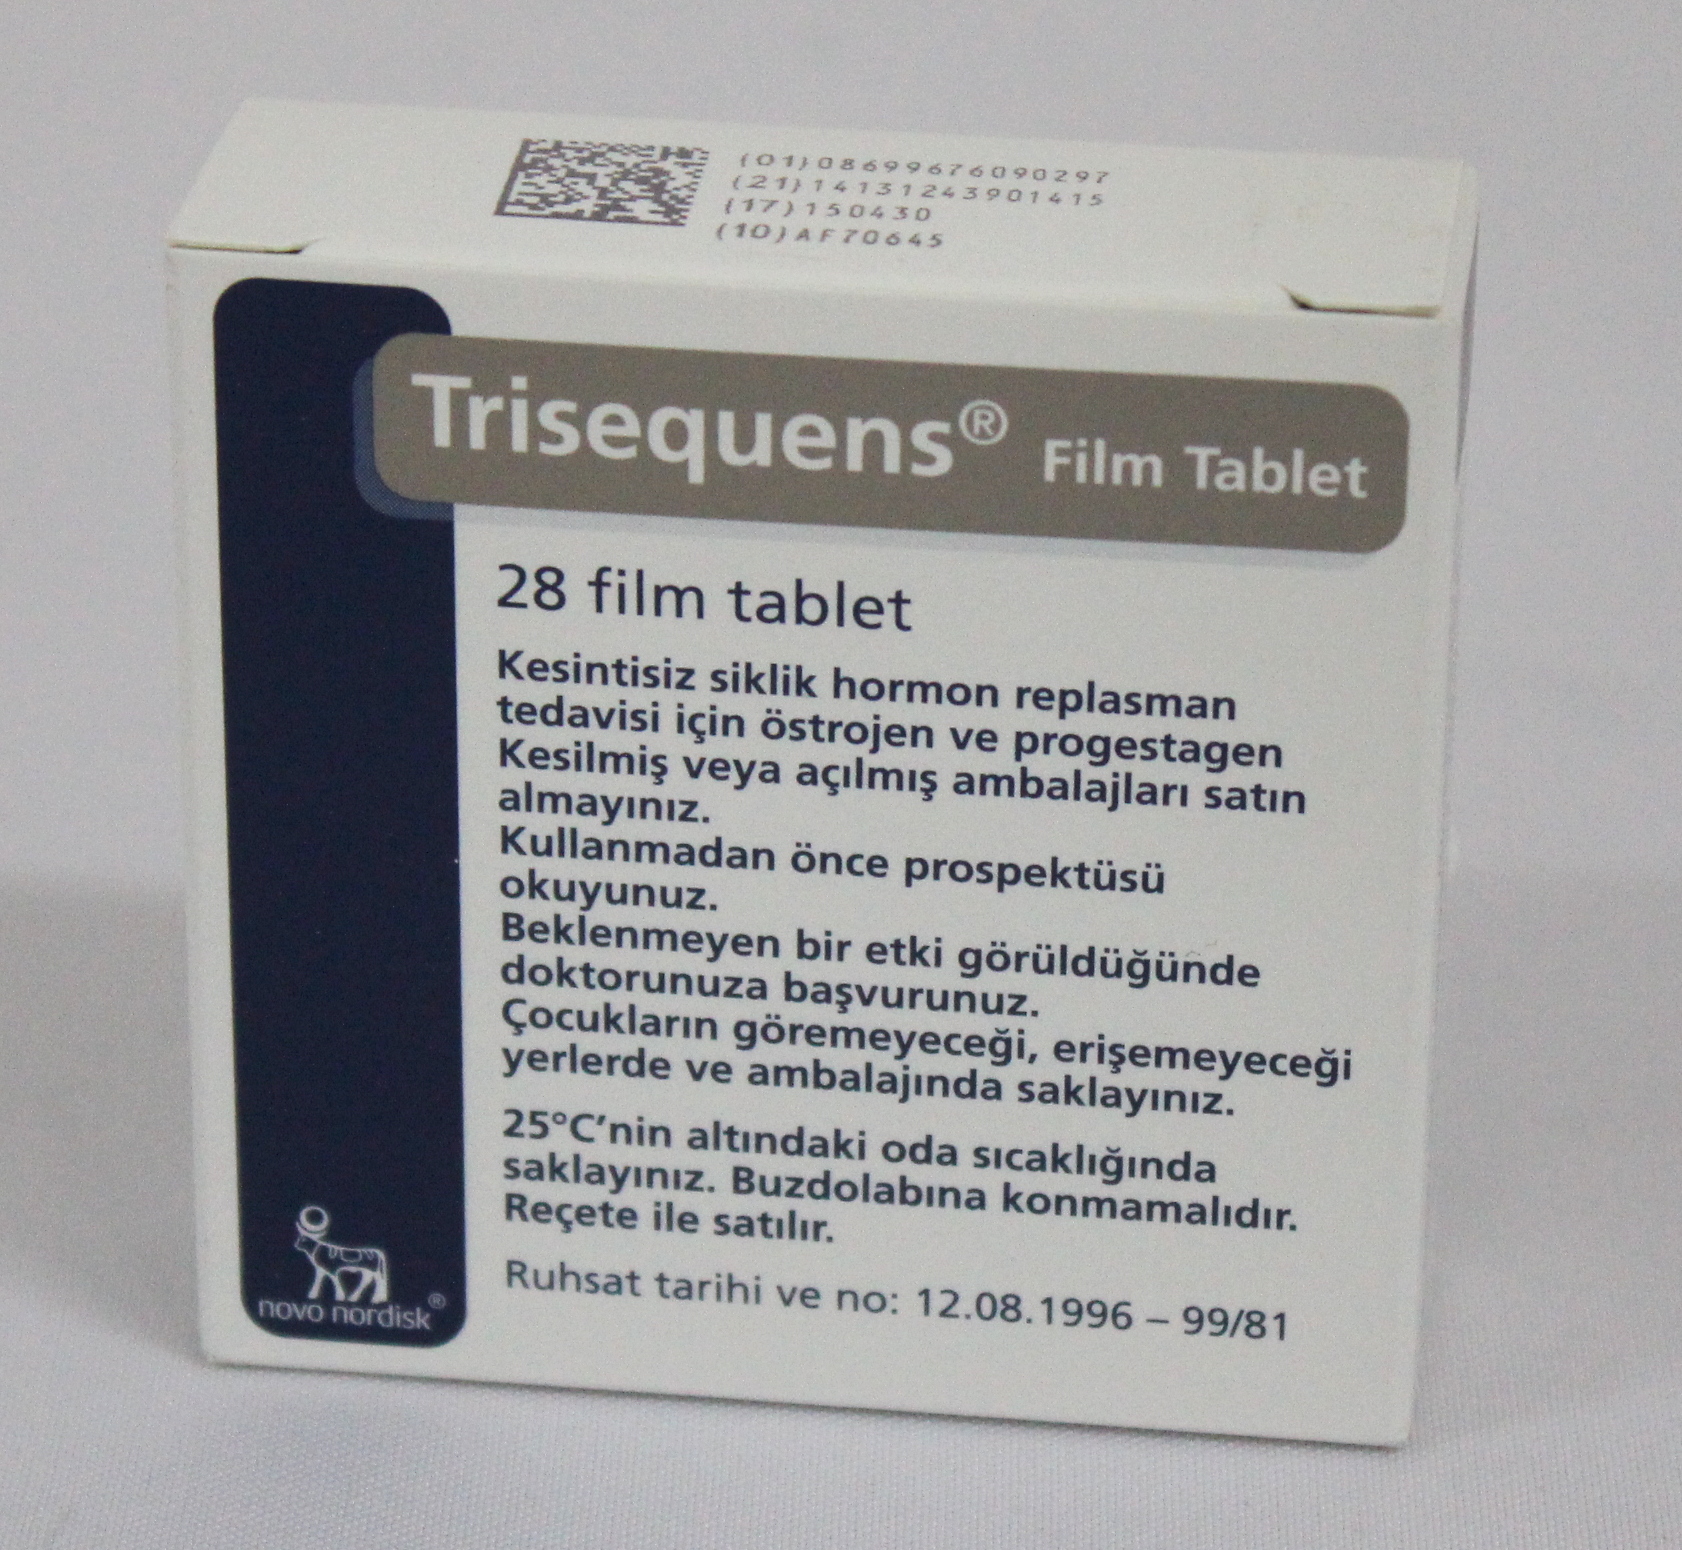 (01)08699676090297
(21)14131243901415
(17)150430
(10)AF70645
Trisequens® Film Tablet
28 film tablet
Kesintisiz siklik hormon replasman
tedavisi için östrojen ve progestagen
Kesilmiş veya açılmış ambalajları satın
almayınız.
Kullanmadan önce prospektüsü
okuyunuz.
Beklenmeyen bir etki görüldüğünde
doktorunuza başvurunuz.
Çocukların göremeyeceği, erişemeyeceği
yerlerde ve ambalajında saklayınız.
25°C'nin altındaki oda sıcaklığında
saklayınız. Buzdolabına konmamalıdır.
Reçete ile satılır.
Ruhsat tarihi ve no: 12.08.1996 – 99/81
novo nordisk®